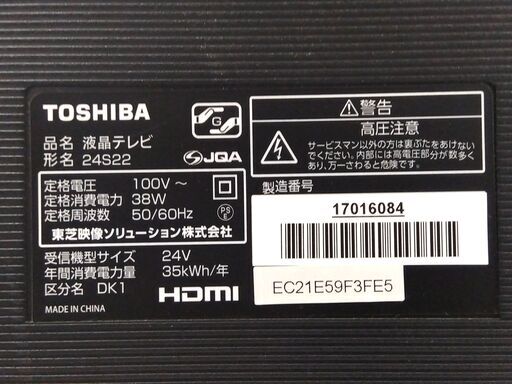 TOSHIBA
品名 液晶テレビ
形名 24S22
G
JQA
定格電圧 100V～
定格消費電力 38W
定格周波数 50/60Hz
PSE
東芝映像ソリューション株式会社
受信機型サイズ 24V
年間消費電力量 35kWh/年
区分名 DK1
MADE IN CHINA
HDMI
警告
高圧注意
サービスマン以外の方は裏ぶたをあけない
でください。内部には高電圧部分が数多く
あり、万一さわると危険です。
製造番号
17016084
EC21E59F3FE5